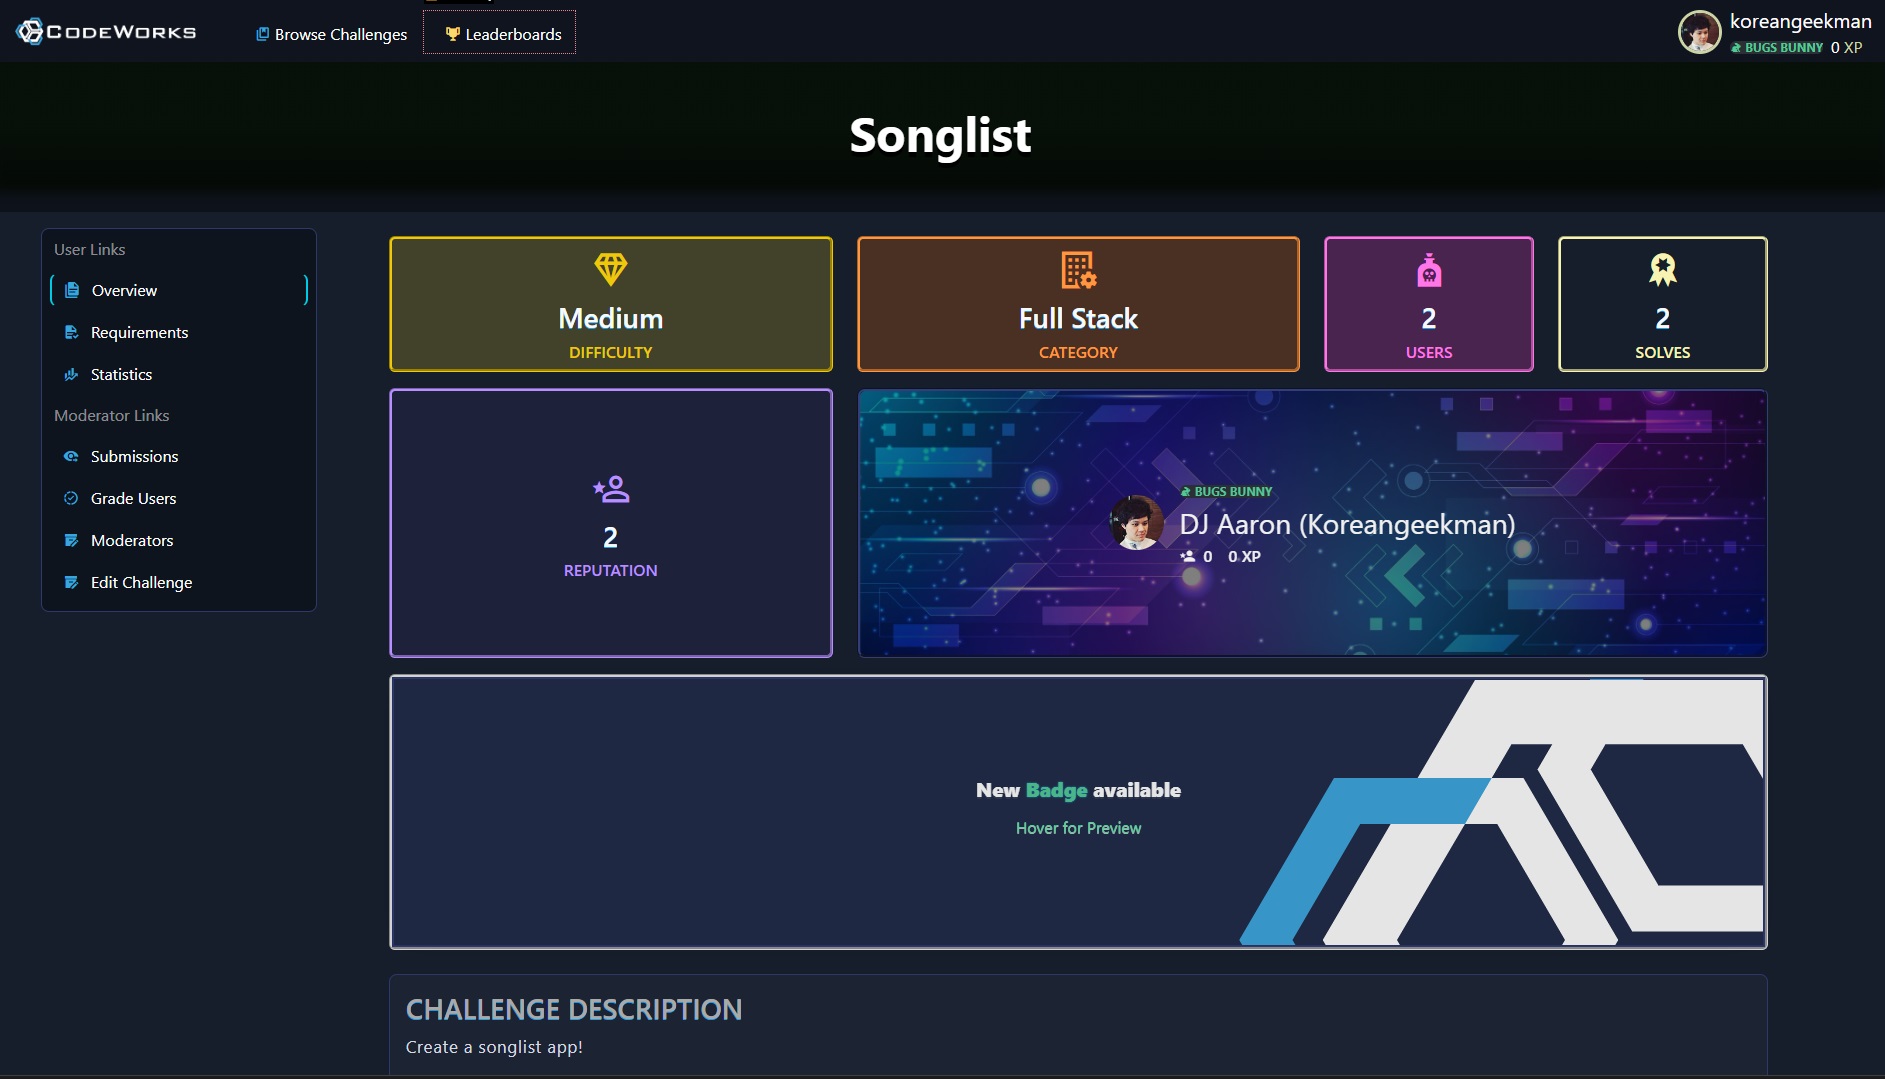 CODEWORKS
Browse Challenges
Leaderboards
koreangeekman
BUGS BUNNY 0 XP
Songlist
User Links
Overview
Requirements
Statistics
Moderator Links
Submissions
Grade Users
Moderators
Edit Challenge
Medium
DIFFICULTY
Full Stack
CATEGORY
2
USERS
2
SOLVES
2
REPUTATION
BUGS BUNNY
DJ Aaron (Koreangeekman)
0 0 XP
New Badge available
Hover for Preview
CHALLENGE DESCRIPTION
Create a songlist app!